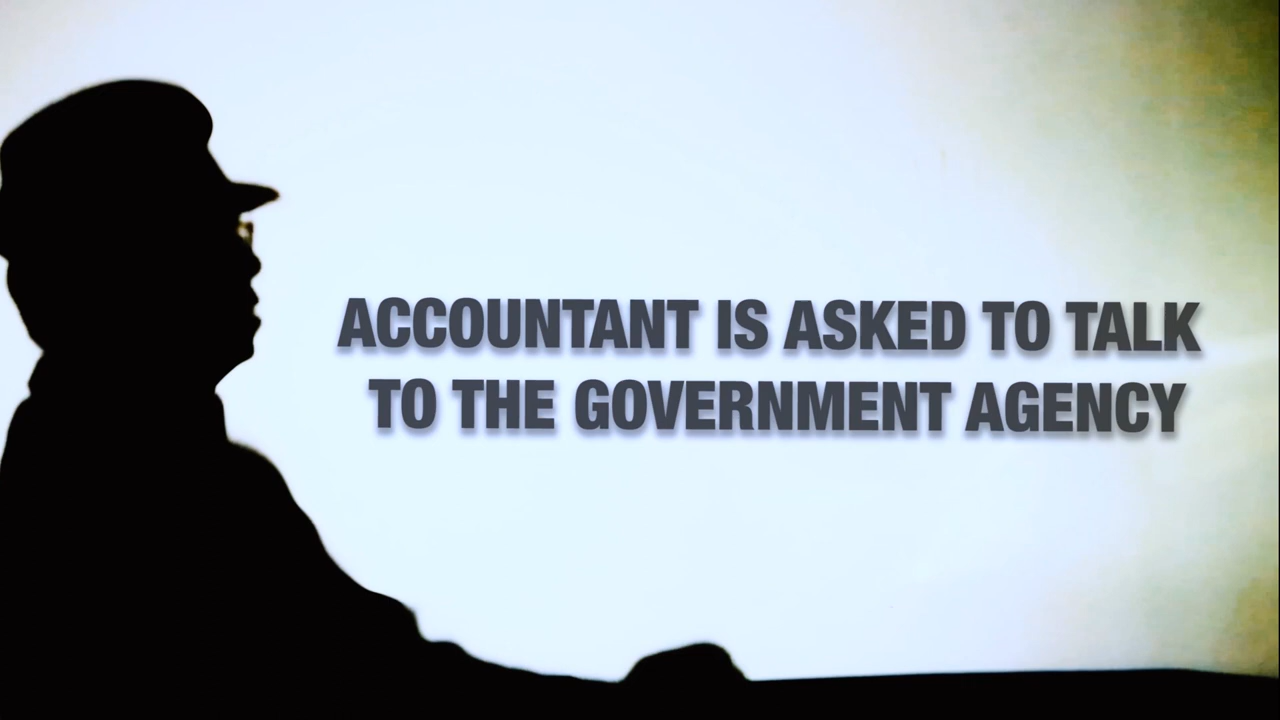 ACCOUNTANT IS ASKED TO TALK
TO THE GOVERNMENT AGENCY